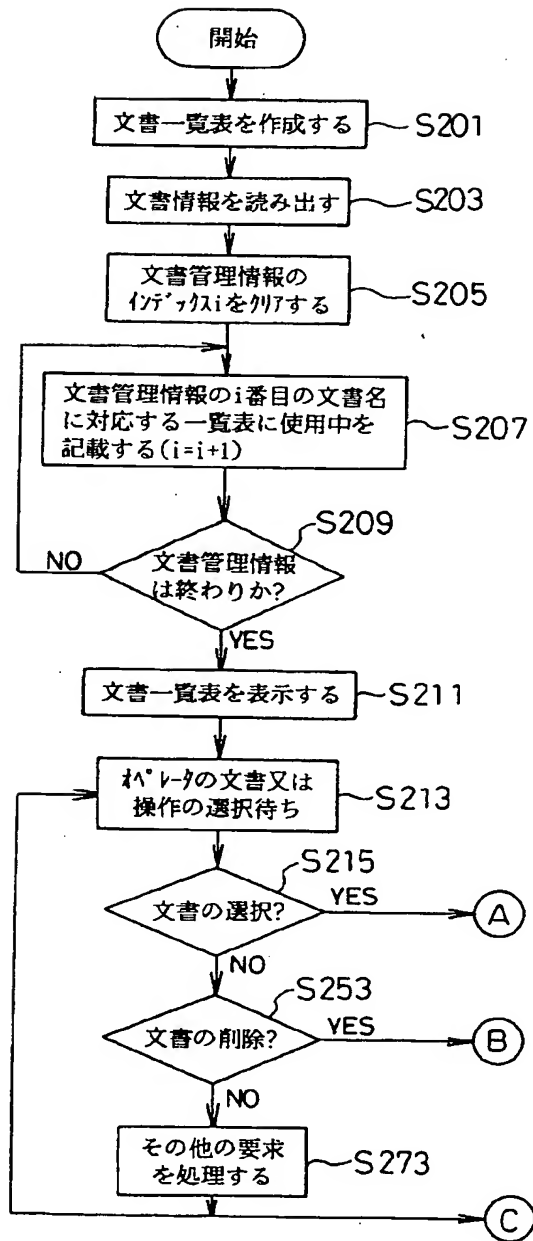 開始
文書一覧表を作成する
S201
文書情報を読み出す
S203
文書管理情報の
インデックスiをクリアする
S205
文書管理情報のi番目の文書名
に対応する一覧表に使用中を
記載する(i=i+1)
S207
S209
文書管理情報
は終わりか?
NO
YES
文書一覧表を表示する
S211
オペレータの文書又は
操作の選択待ち
S213
S215
文書の選択?
YES
A
NO
S253
文書の削除?
YES
B
NO
その他の要求
を処理する
S273
C